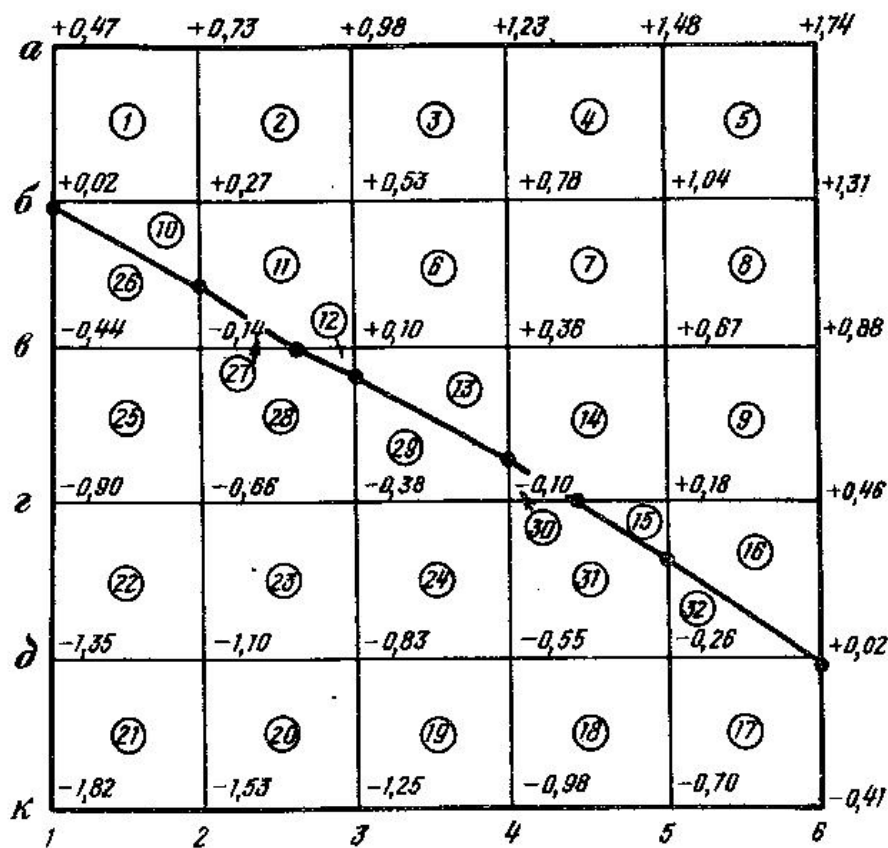 +0,47 +0,73 +0,98 +1,23 +1,48 +1,74
а
1 2 3 4 5
+0,02 +0,27 +0,53 +0,78 +1,04 +1,31
б
10 11 6 7 8
26
-0,44 -0,14 12 +0,10 +0,36 +0,67 +0,88
в
27 13
25 28 14 9
29
-0,90 -0,66 -0,38 -0,10 +0,18 +0,46
г
30 15 16
22 23 24 31 32
-1,35 -1,10 -0,83 -0,55 -0,26 +0,02
д
21 20 19 18 17
-1,82 -1,53 -1,25 -0,98 -0,70 -0,41
к
1 2 3 4 5 6